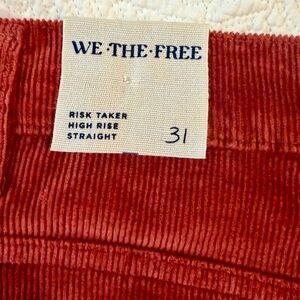 WE·THE·FREE
RISK TAKER
HIGH RISE
STRAIGHT 31